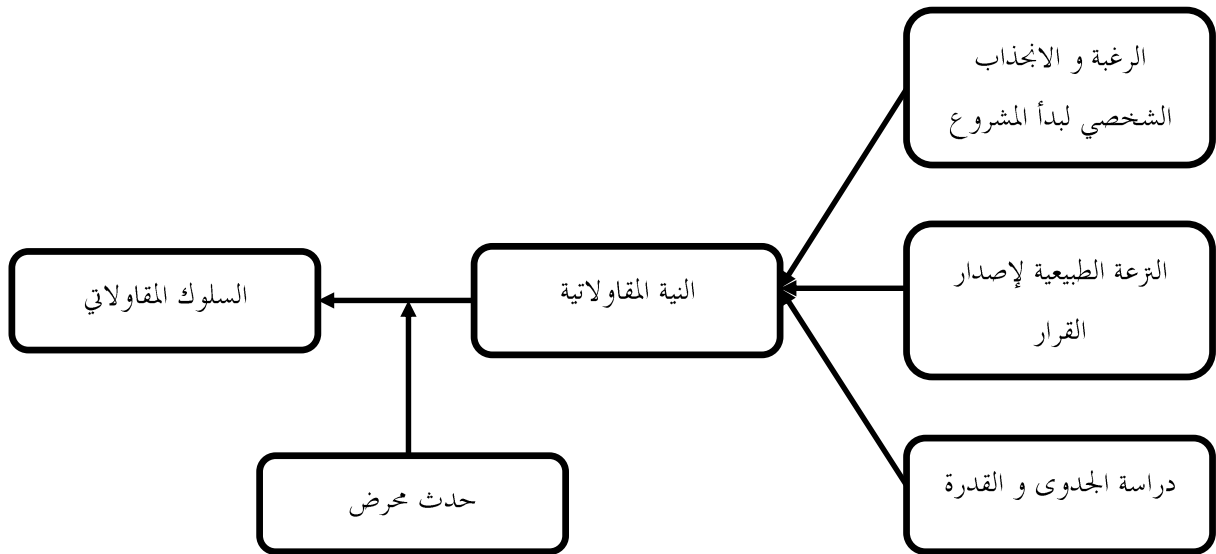 الرغبة و الانجذاب
الشخصي لبدأ المشروع
النزعة الطبيعية لإصدار
القرار
دراسة الجدوى و القدرة
النية المقاولاتية
السلوك المقاولاتي
حدث محرض